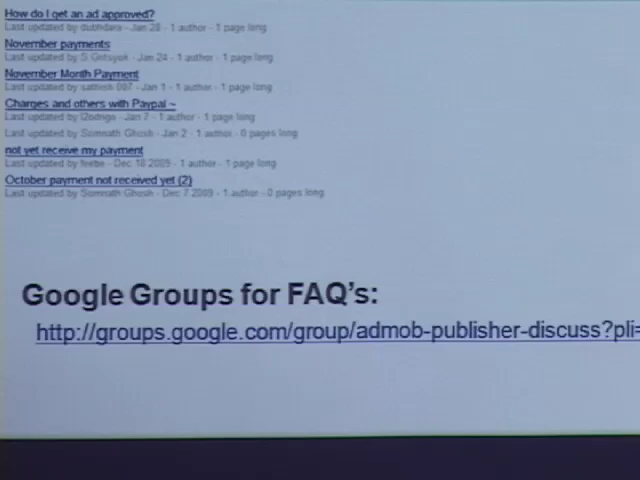 How do I get an ad approved?
Last updated by dubhdara - Jan 28 - 1 author - 1 page long
November payments
Last updated by S - Jan 24 - 1 author - 1 page long
November Month Payment
Last updated by sathish 007 - Jan 1 - 1 author - 1 page long
Charges and others with Paypal ~
Last updated by - Jan 7 - 1 author - 1 page long
Last updated by Somnath Ghosh - Jan 2 - 1 author - 0 pages long
not yet receive my payment
Last updated by - Dec 18 2009 - 1 author - 1 page long
October payment not received yet (2)
Last updated by Somnath Ghosh - Dec 7 2009 - 1 author - 0 pages long
Google Groups for FAQ's:
http://groups.google.com/group/admob-publisher-discuss?pli=